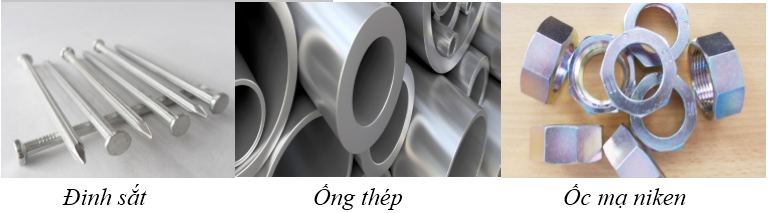 Đinh sắt
Ống thép
Ốc mạ niken